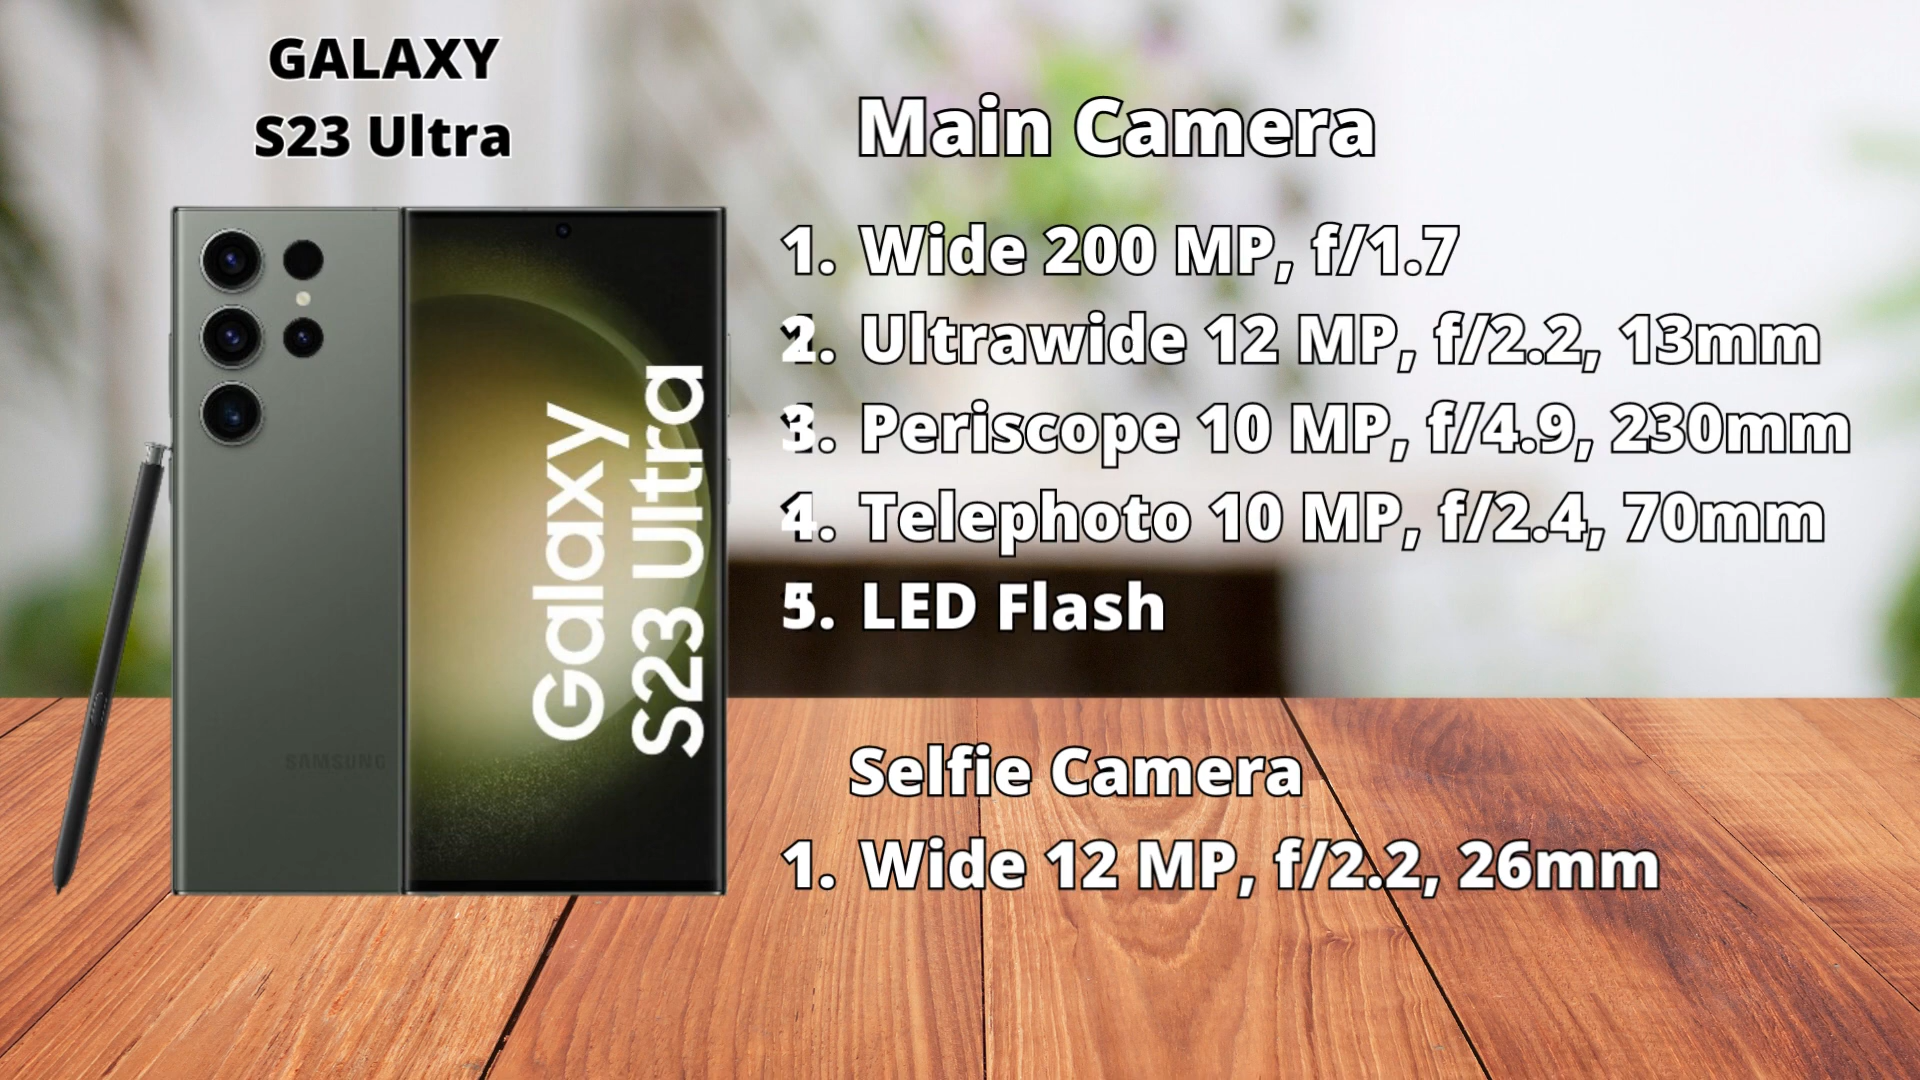 GALAXY
S23 Ultra
Main Camera
1. Wide 200 MP, f/1.7
2. Ultrawide 12 MP, f/2.2, 13mm
3. Periscope 10 MP, f/4.9, 230mm
4. Telephoto 10 MP, f/2.4, 70mm
5. LED Flash
Galaxy
S23 Ultra
SAMSUNG
Selfie Camera
1. Wide 12 MP, f/2.2, 26mm